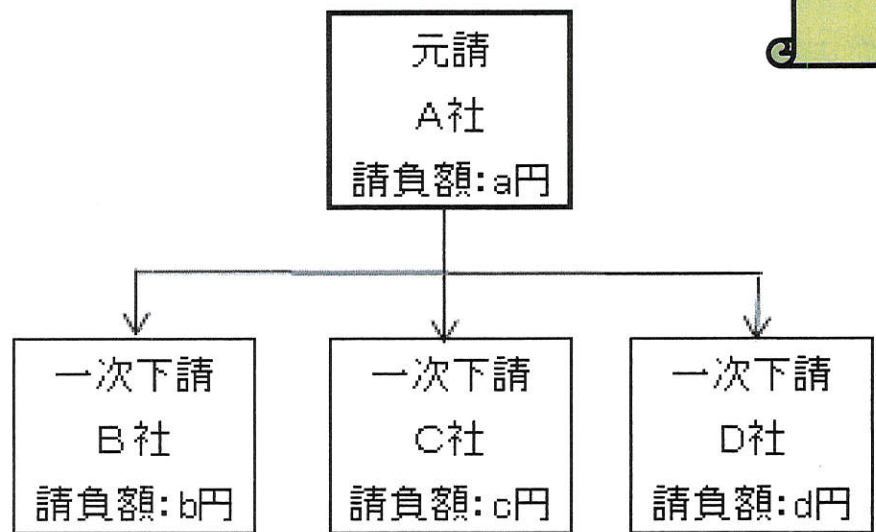 元請
A社
請負額:a円
一次下請
B社
請負額:b円
一次下請
C社
請負額:c円
一次下請
D社
請負額:d円